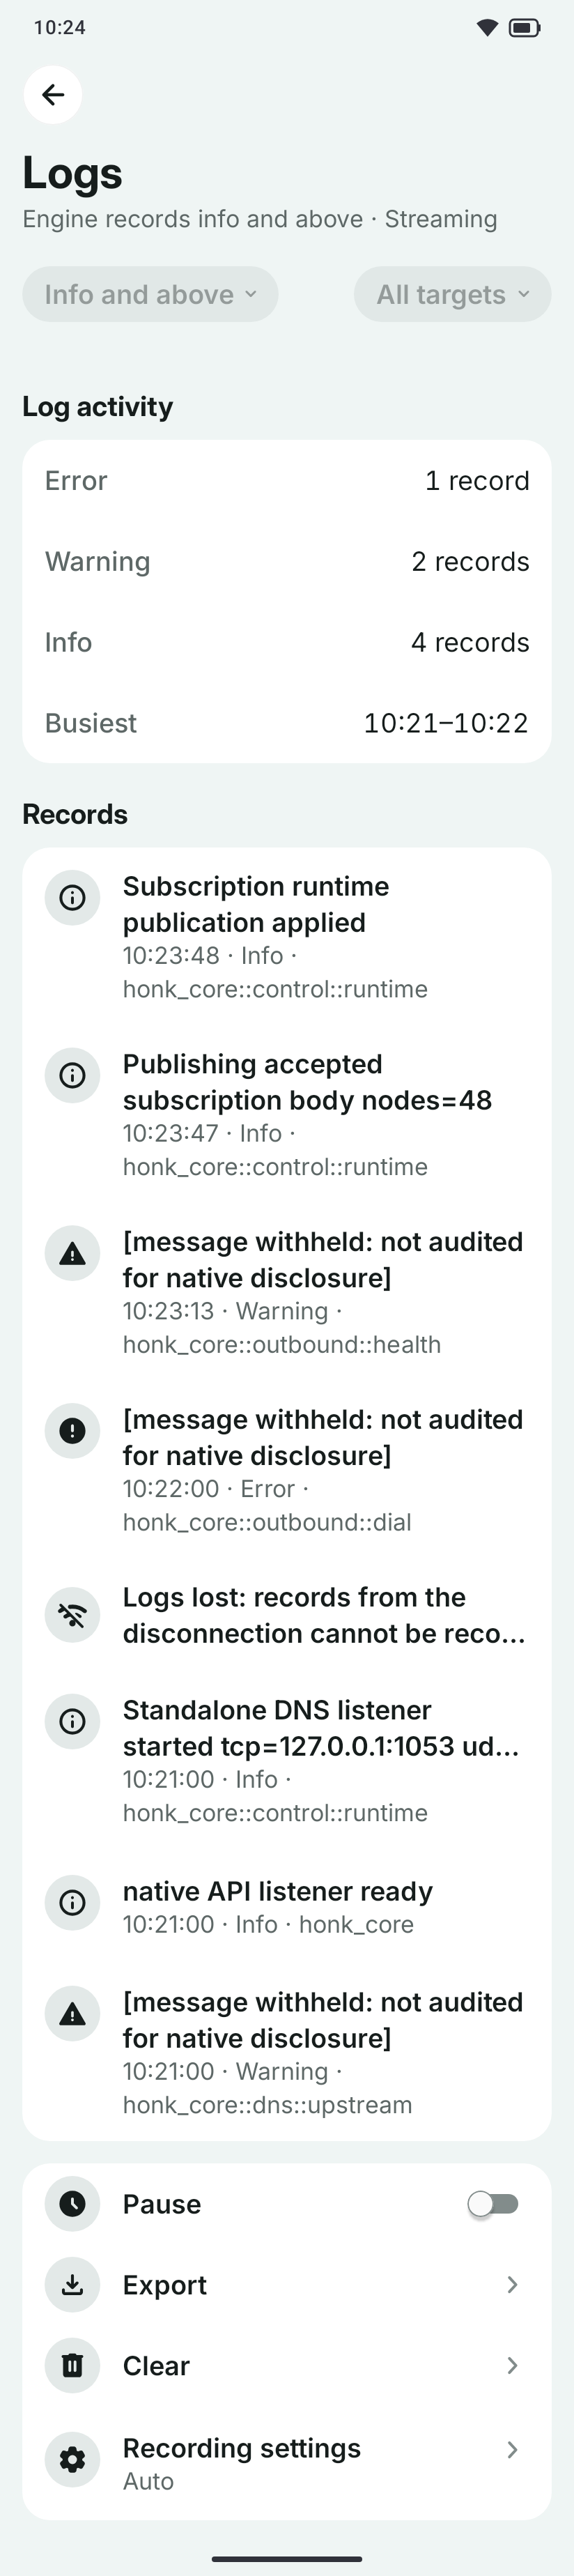 10:24
Logs
Engine records info and above · Streaming
Info and above
All targets
Log activity
Error 1 record
Warning 2 records
Info 4 records
Busiest 10:21–10:22
Records
Subscription runtime
publication applied
10:23:48 · Info ·
honk_core::control::runtime
Publishing accepted
subscription body nodes=48
10:23:47 · Info ·
honk_core::control::runtime
[message withheld: not audited
for native disclosure]
10:23:13 · Warning ·
honk_core::outbound::health
[message withheld: not audited
for native disclosure]
10:22:00 · Error ·
honk_core::outbound::dial
Logs lost: records from the
disconnection cannot be reco…
Standalone DNS listener
started tcp=127.0.0.1:1053 ud…
10:21:00 · Info ·
honk_core::control::runtime
native API listener ready
10:21:00 · Info · honk_core
[message withheld: not audited
for native disclosure]
10:21:00 · Warning ·
honk_core::dns::upstream
Pause
Export
Clear
Recording settings
Auto